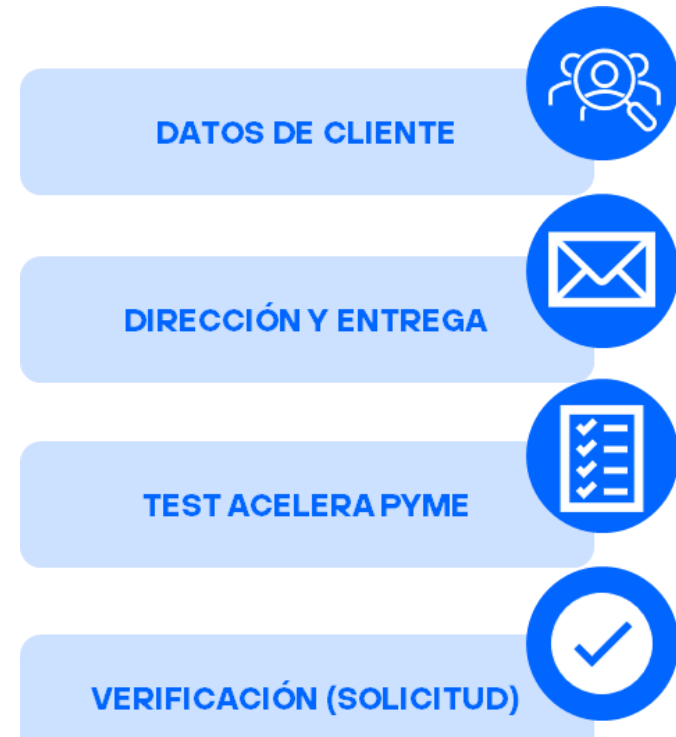 DATOS DE CLIENTE
DIRECCIÓN Y ENTREGA
TEST ACELERA PYME
VERIFICACIÓN (SOLICITUD)